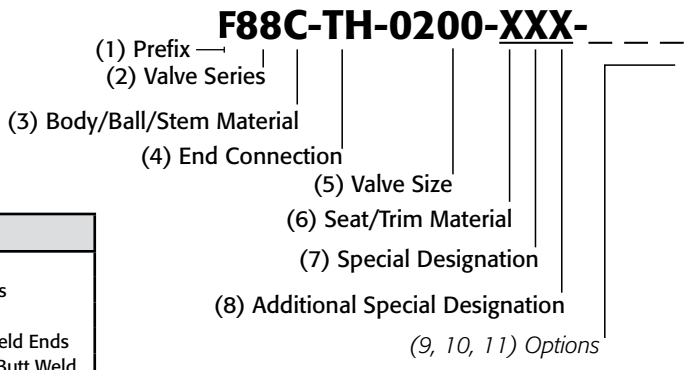 F88C-TH-0200-XXX-_ _ _
(1) Prefix
(2) Valve Series
(3) Body/Ball/Stem Material
(4) End Connection
(5) Valve Size
(6) Seat/Trim Material
(7) Special Designation
(8) Additional Special Designation
(9, 10, 11) Options
s
eld Ends
Butt Weld